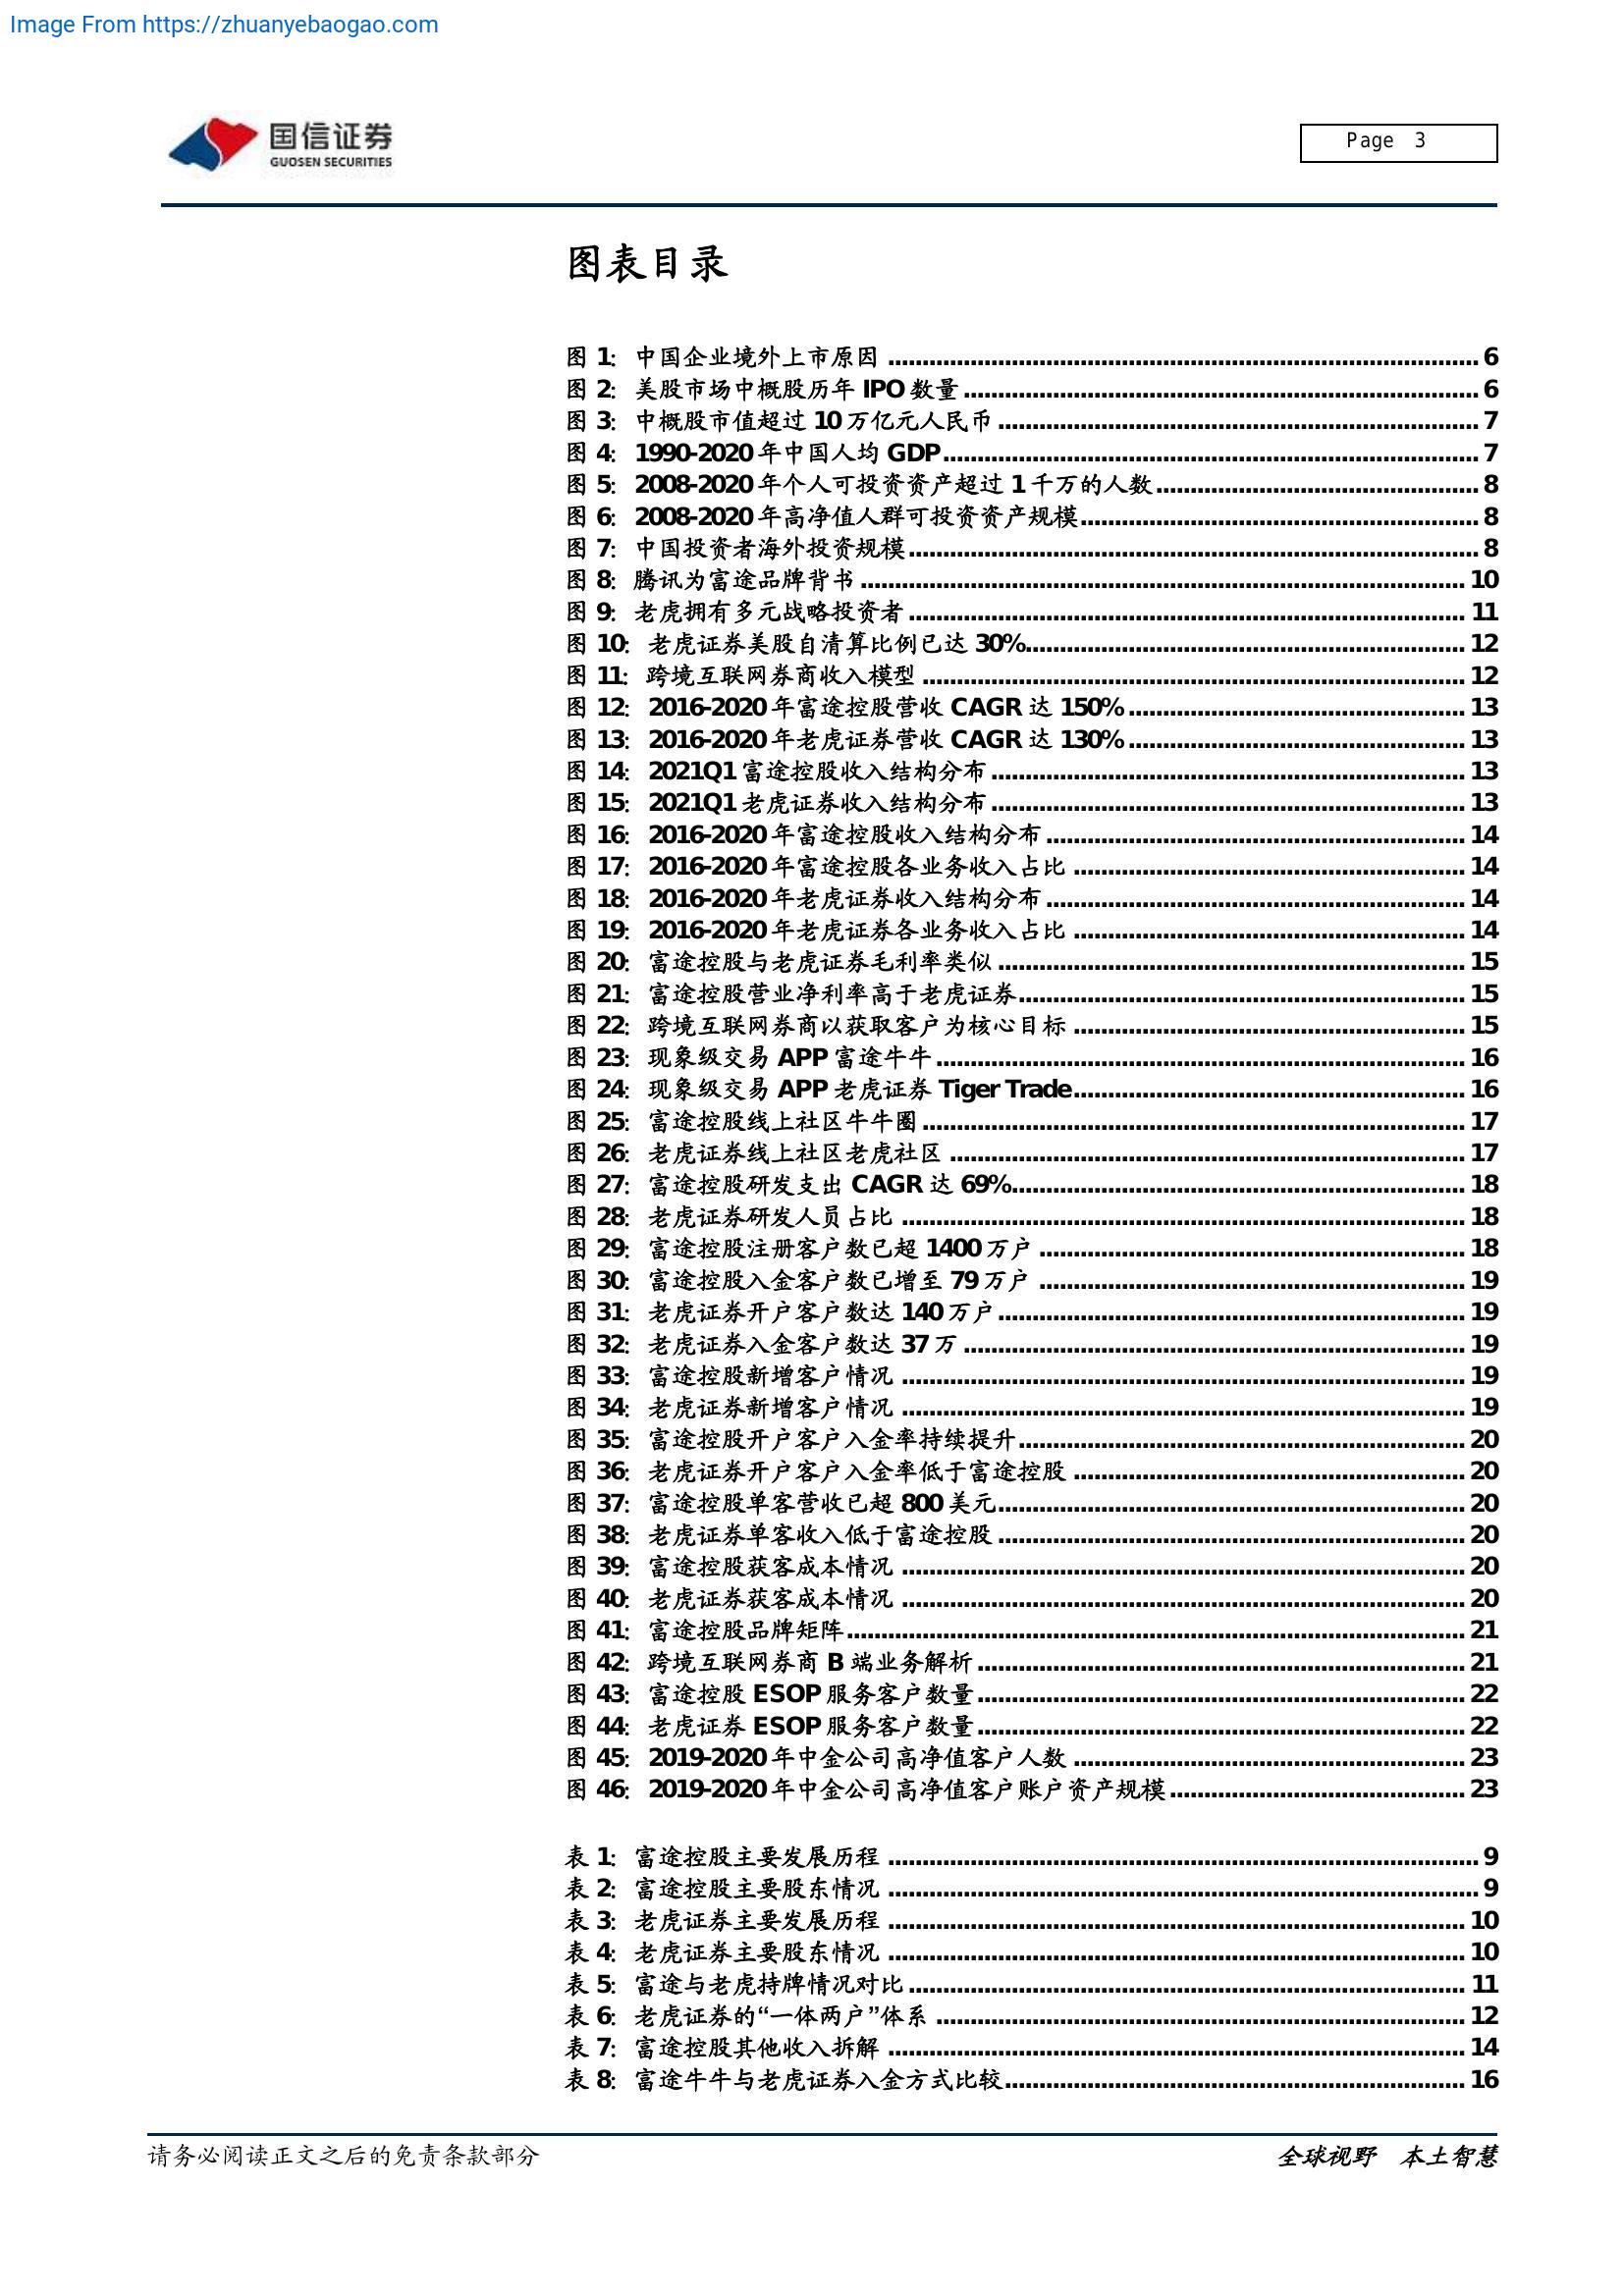 Image From https://zhuanyebaogao.com
国信证券
GUOSEN SECURITIES
Page 3
图表目录
图 1: 中国企业境外上市原因 ........ 6
图 2: 美股市场中概股历年 IPO 数量 ........ 6
图 3: 中概股市值超过 10 万亿元人民币 ........ 7
图 4: 1990-2020 年中国人均 GDP ........ 7
图 5: 2008-2020 年个人可投资资产超过 1 千万的人数 ........ 8
图 6: 2008-2020 年高净值人群可投资资产规模 ........ 8
图 7: 中国投资者海外投资规模 ........ 8
图 8: 腾讯为富途品牌背书 ........ 10
图 9: 老虎拥有多元战略投资者 ........ 11
图 10: 老虎证券美股自清算比例已达 30% ........ 12
图 11: 跨境互联网券商收入模型 ........ 12
图 12: 2016-2020 年富途控股营收 CAGR 达 150% ........ 13
图 13: 2016-2020 年老虎证券营收 CAGR 达 130% ........ 13
图 14: 2021Q1 富途控股收入结构分布 ........ 13
图 15: 2021Q1 老虎证券收入结构分布 ........ 13
图 16: 2016-2020 年富途控股收入结构分布 ........ 14
图 17: 2016-2020 年富途控股各业务收入占比 ........ 14
图 18: 2016-2020 年老虎证券收入结构分布 ........ 14
图 19: 2016-2020 年老虎证券各业务收入占比 ........ 14
图 20: 富途控股与老虎证券毛利率类似 ........ 15
图 21: 富途控股营业净利率高于老虎证券 ........ 15
图 22: 跨境互联网券商以获取客户为核心目标 ........ 15
图 23: 现象级交易 APP 富途牛牛 ........ 16
图 24: 现象级交易 APP 老虎证券 Tiger Trade ........ 16
图 25: 富途控股线上社区牛牛圈 ........ 17
图 26: 老虎证券线上社区老虎社区 ........ 17
图 27: 富途控股研发支出 CAGR 达 69% ........ 18
图 28: 老虎证券研发人员占比 ........ 18
图 29: 富途控股注册客户数已超 1400 万户 ........ 18
图 30: 富途控股入金客户数已增至 79 万户 ........ 19
图 31: 老虎证券开户客户数达 140 万户 ........ 19
图 32: 老虎证券入金客户数达 37 万 ........ 19
图 33: 富途控股新增客户情况 ........ 19
图 34: 老虎证券新增客户情况 ........ 19
图 35: 富途控股开户客户入金率持续提升 ........ 20
图 36: 老虎证券开户客户入金率低于富途控股 ........ 20
图 37: 富途控股单客营收已超 800 美元 ........ 20
图 38: 老虎证券单客收入低于富途控股 ........ 20
图 39: 富途控股获客成本情况 ........ 20
图 40: 老虎证券获客成本情况 ........ 20
图 41: 富途控股品牌矩阵 ........ 21
图 42: 跨境互联网券商 B 端业务解析 ........ 21
图 43: 富途控股 ESOP 服务客户数量 ........ 22
图 44: 老虎证券 ESOP 服务客户数量 ........ 22
图 45: 2019-2020 年中金公司高净值客户人数 ........ 23
图 46: 2019-2020 年中金公司高净值客户账户资产规模 ........ 23
表 1: 富途控股主要发展历程 ........ 9
表 2: 富途控股主要股东情况 ........ 9
表 3: 老虎证券主要发展历程 ........ 10
表 4: 老虎证券主要股东情况 ........ 10
表 5: 富途与老虎持牌情况对比 ........ 11
表 6: 老虎证券的“一体两户”体系 ........ 12
表 7: 富途控股其他收入拆解 ........ 14
表 8: 富途牛牛与老虎证券入金方式比较 ........ 16
请务必阅读正文之后的免责条款部分
全球视野 本土智慧